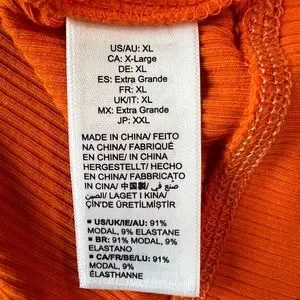 US/AU: XL
CA: X-Large
DE: XL
ES: Extra Grande
FR: XL
UK/IT: XL
MX: Extra Grande
JP: XXL
MADE IN CHINA/ FEITO
NA CHINA/ FABRIQUÉ
EN CHINE/ IN CHINA
HERGESTELLT/ HECHO
EN CHINA/ FABBRICATO
IN CINA/ 中国製/ صنع في
الصين/ LAGET I KINA/
ÇİN'DE ÜRETİLMİŞTİR
▪ US/UK/IE/AU: 91%
MODAL, 9% ELASTANE
▪ BR: 91% MODAL, 9%
ELASTANO
▪ CA/FR/BE/LU: 91%
MODAL, 9%
ÉLASTHANNE